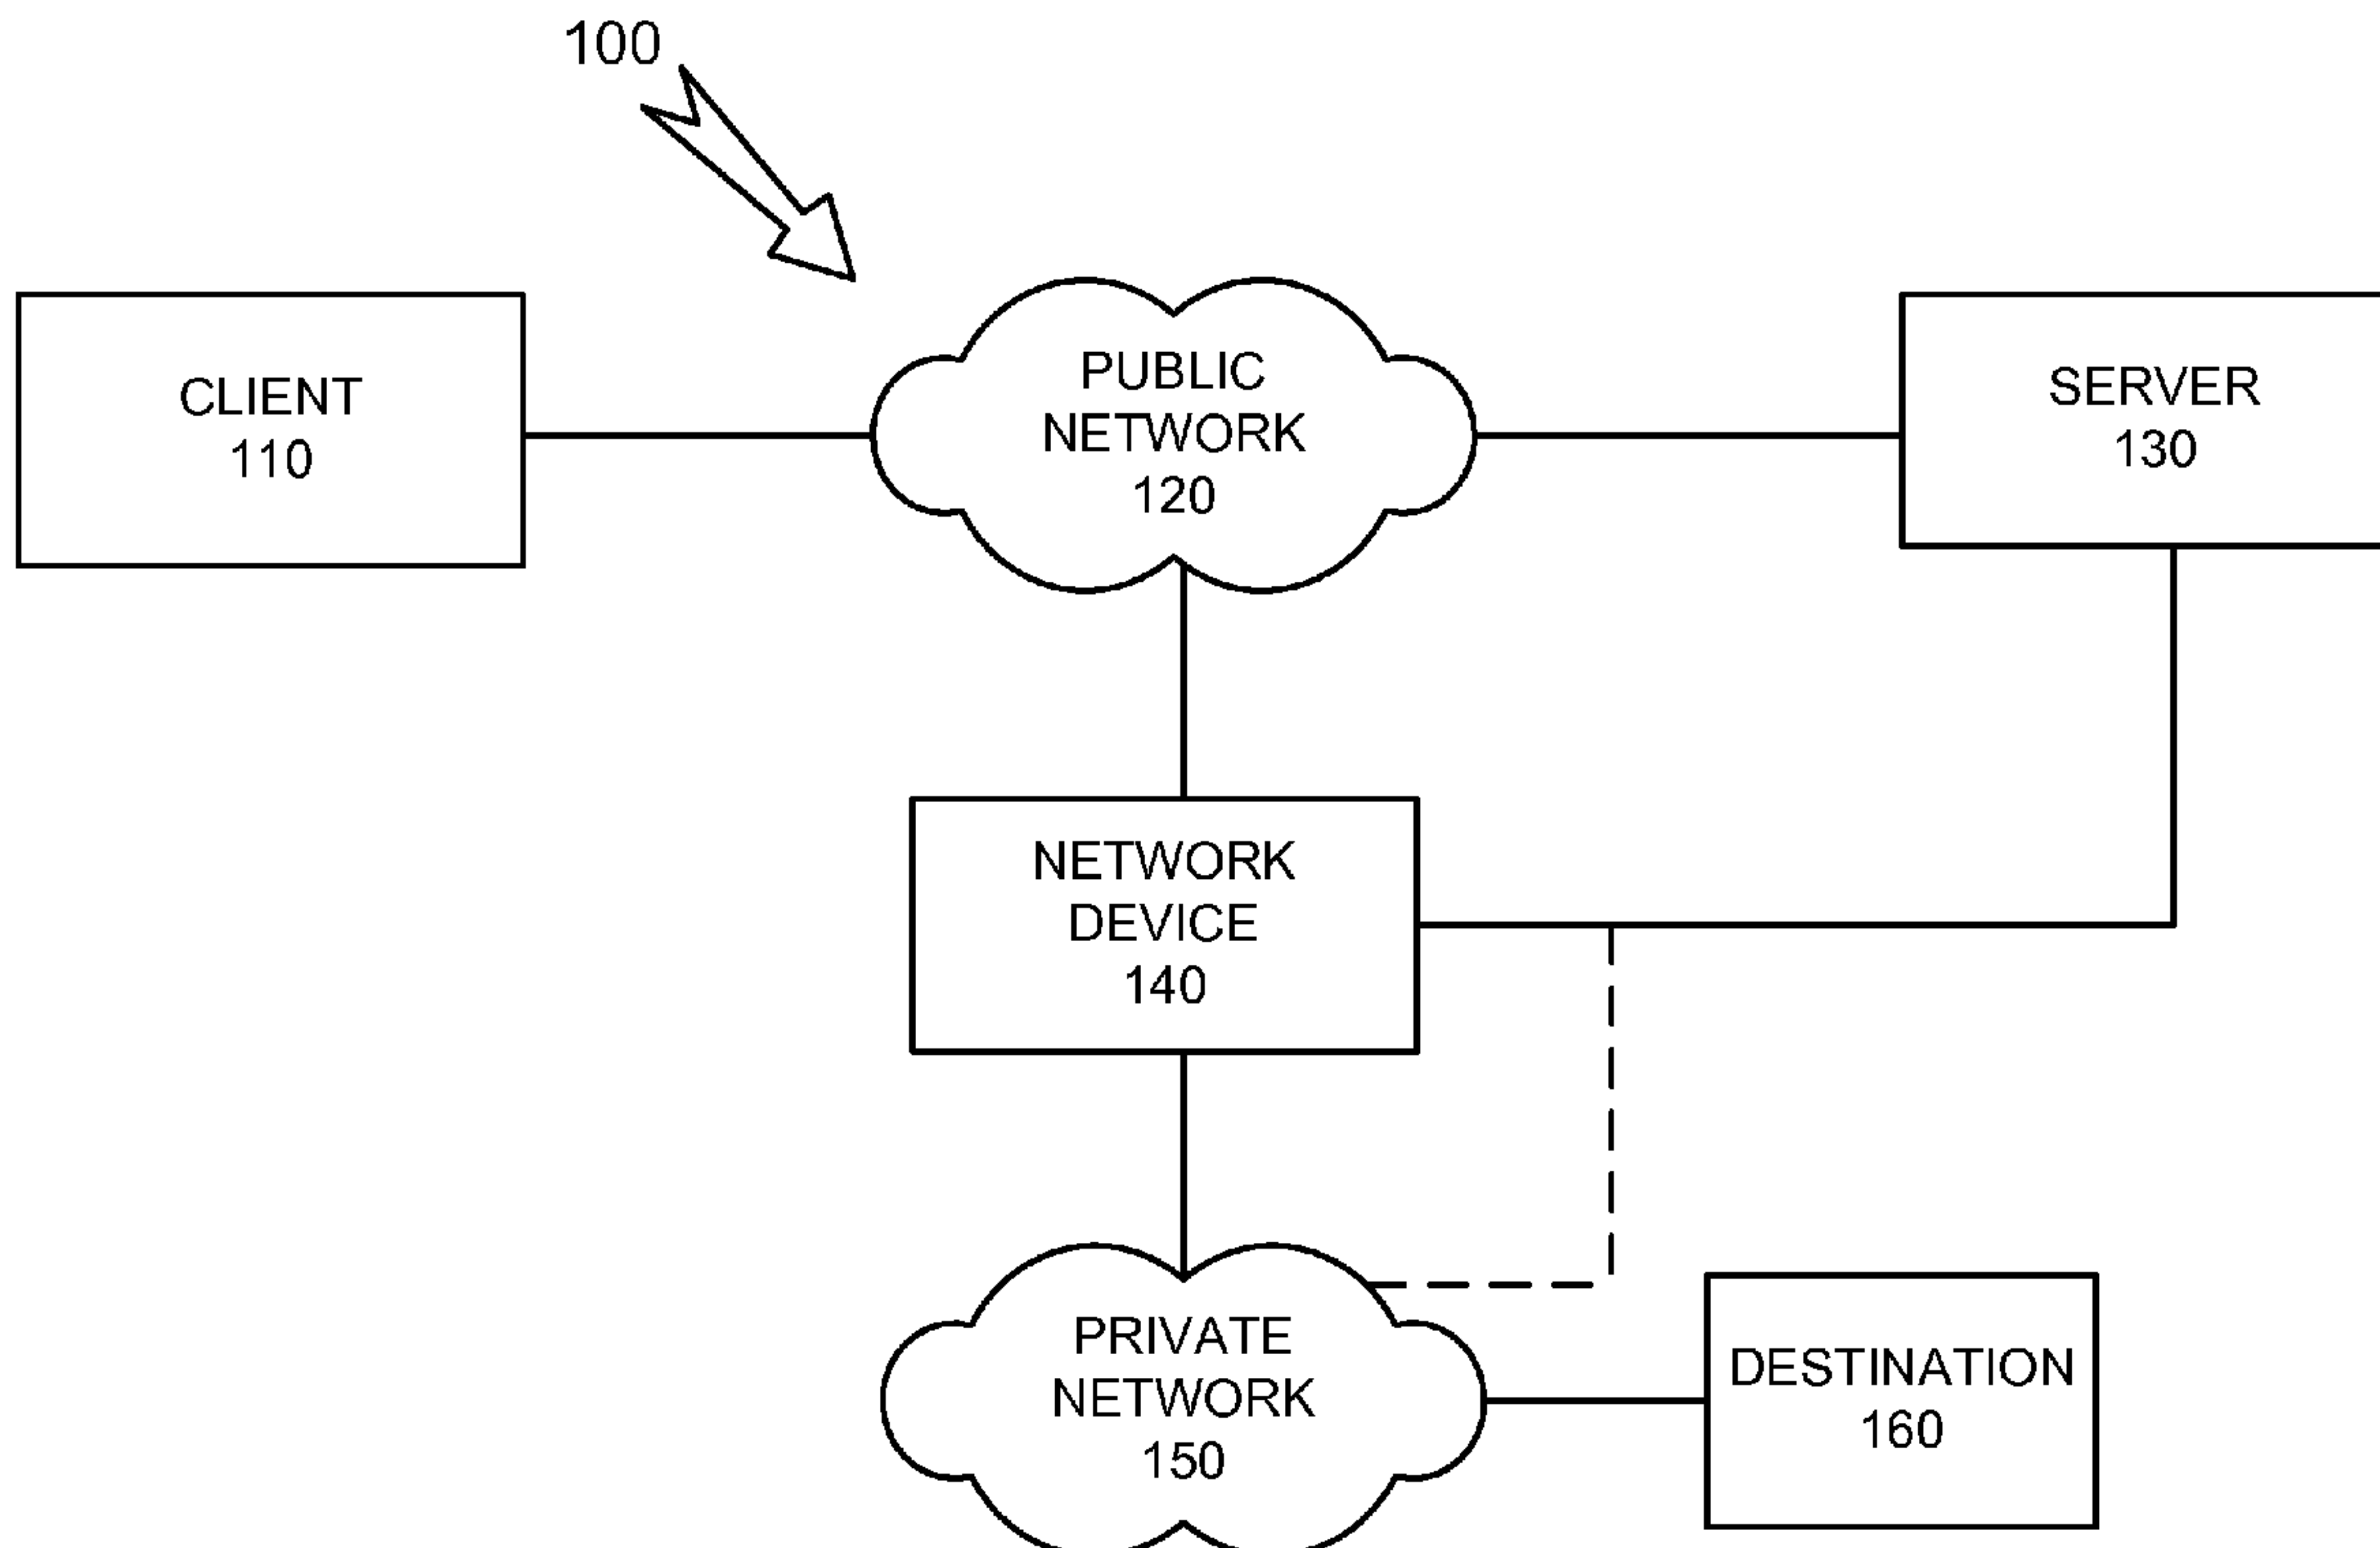 100
CLIENT
110
PUBLIC
NETWORK
120
SERVER
130
NETWORK
DEVICE
140
PRIVATE
NETWORK
150
DESTINATION
160